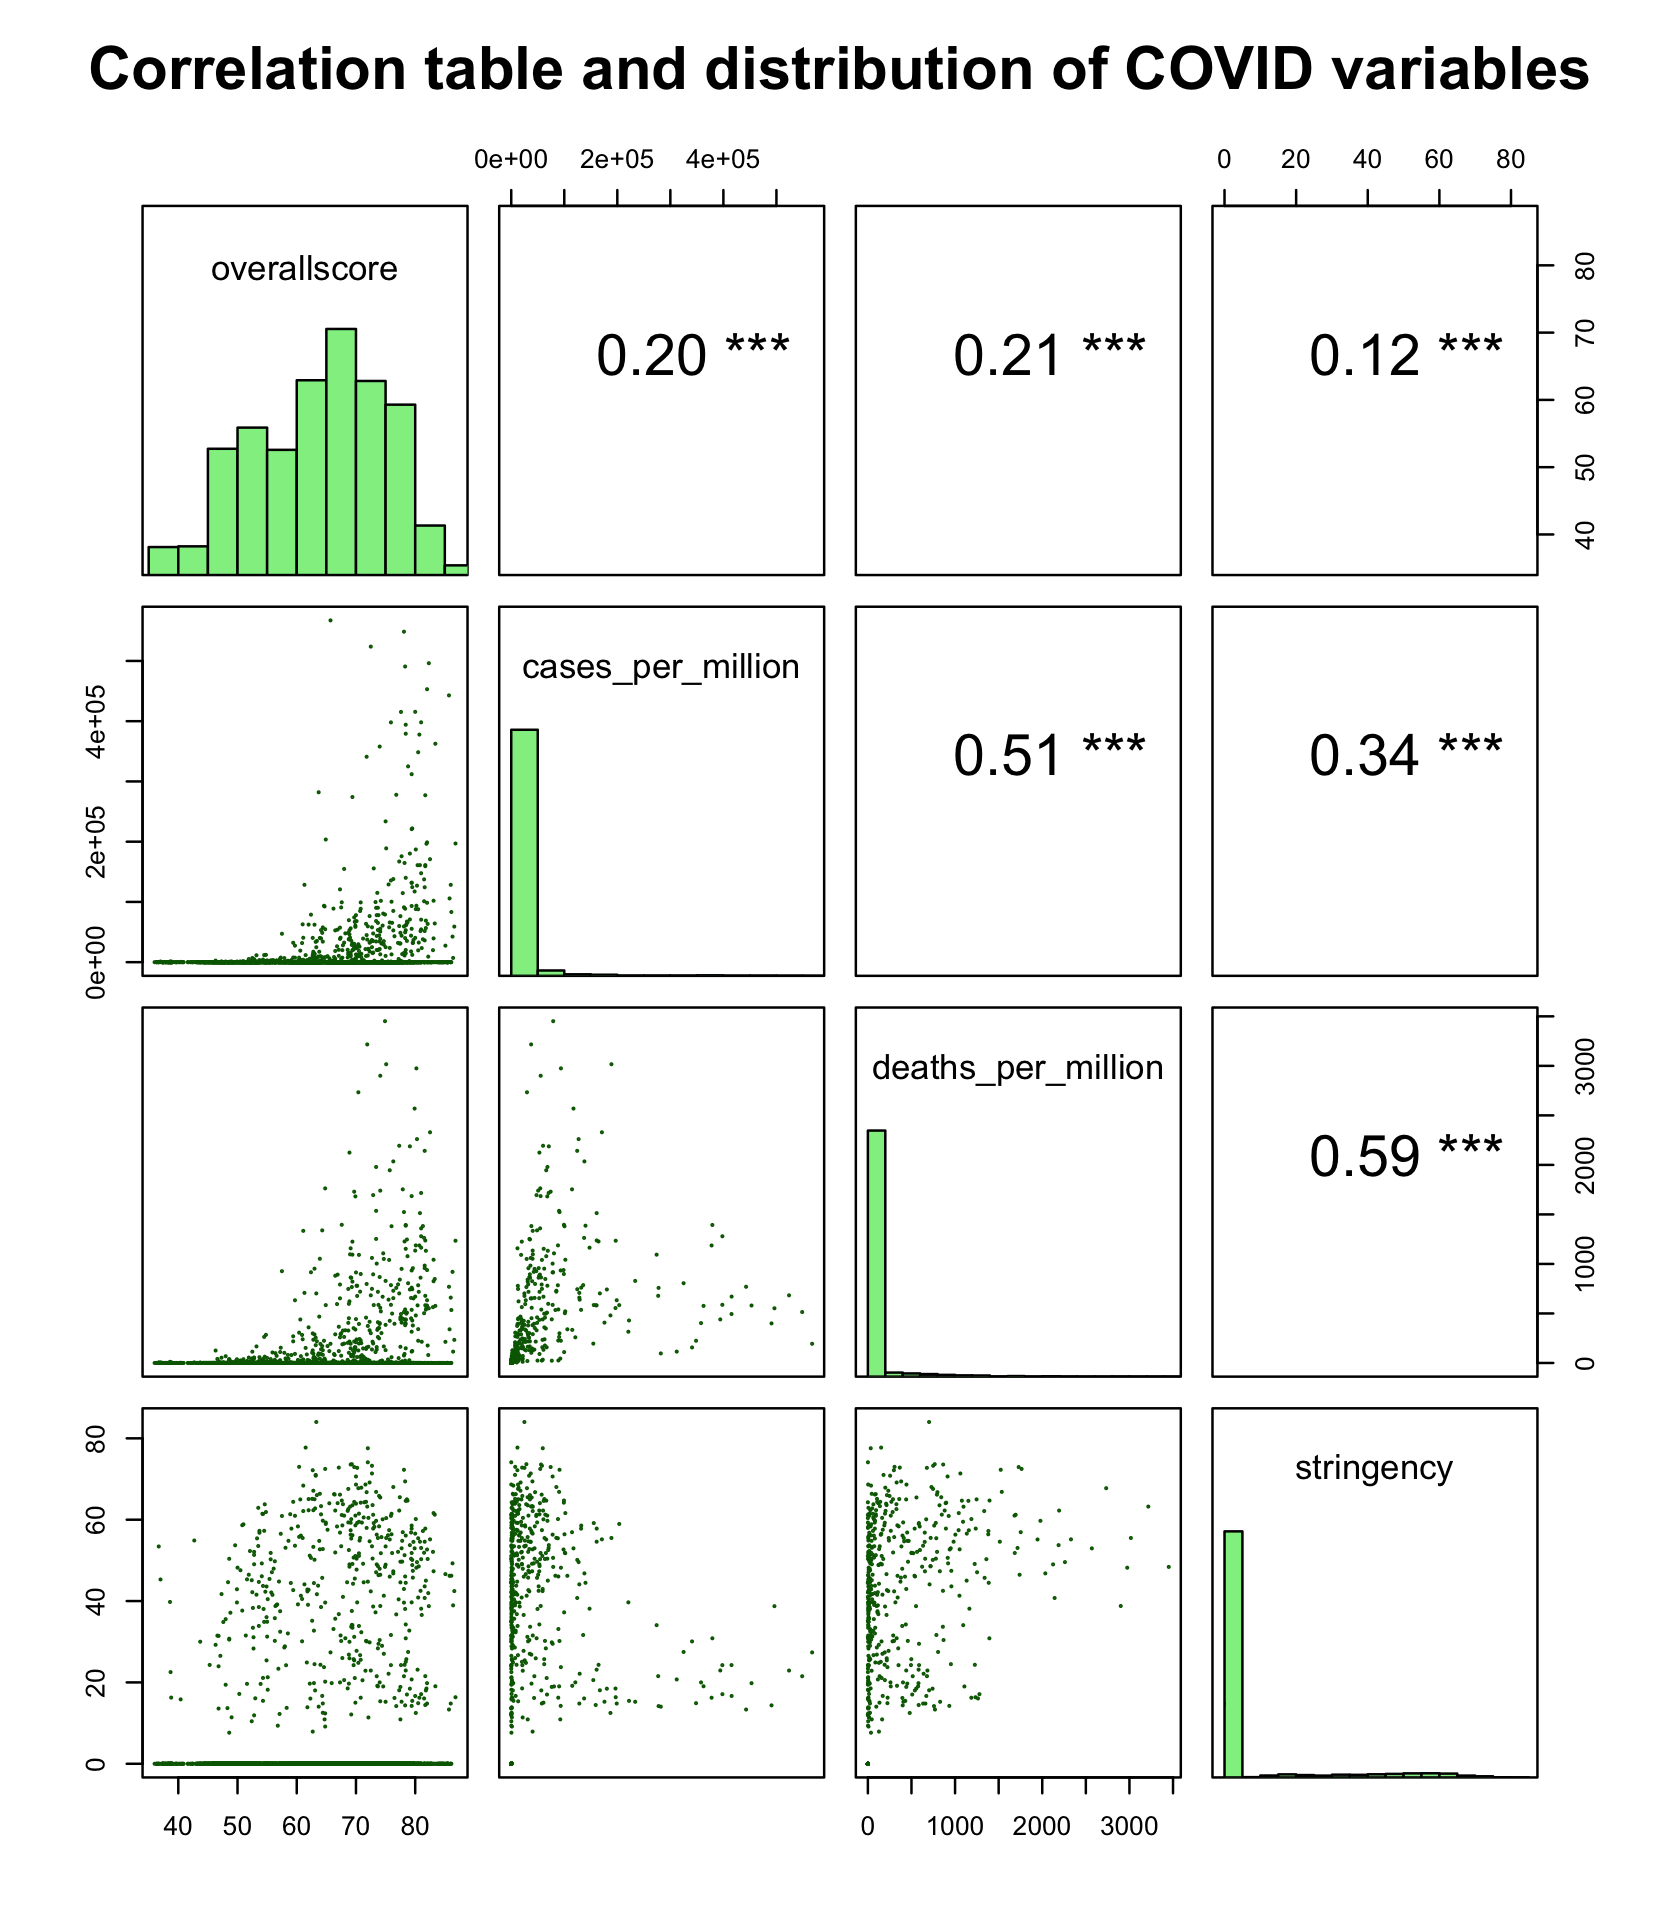 Correlation table and distribution of COVID variables
0e+00 2e+05 4e+05
0 20 40 60 80
overallscore
0.20 ***
0.21 ***
0.12 ***
40 50 60 70 80
cases_per_million
0.51 ***
0.34 ***
0e+00 2e+05 4e+05
deaths_per_million
0.59 ***
0 1000 2000 3000
stringency
0 20 40 60 80
40 50 60 70 80
0 1000 2000 3000